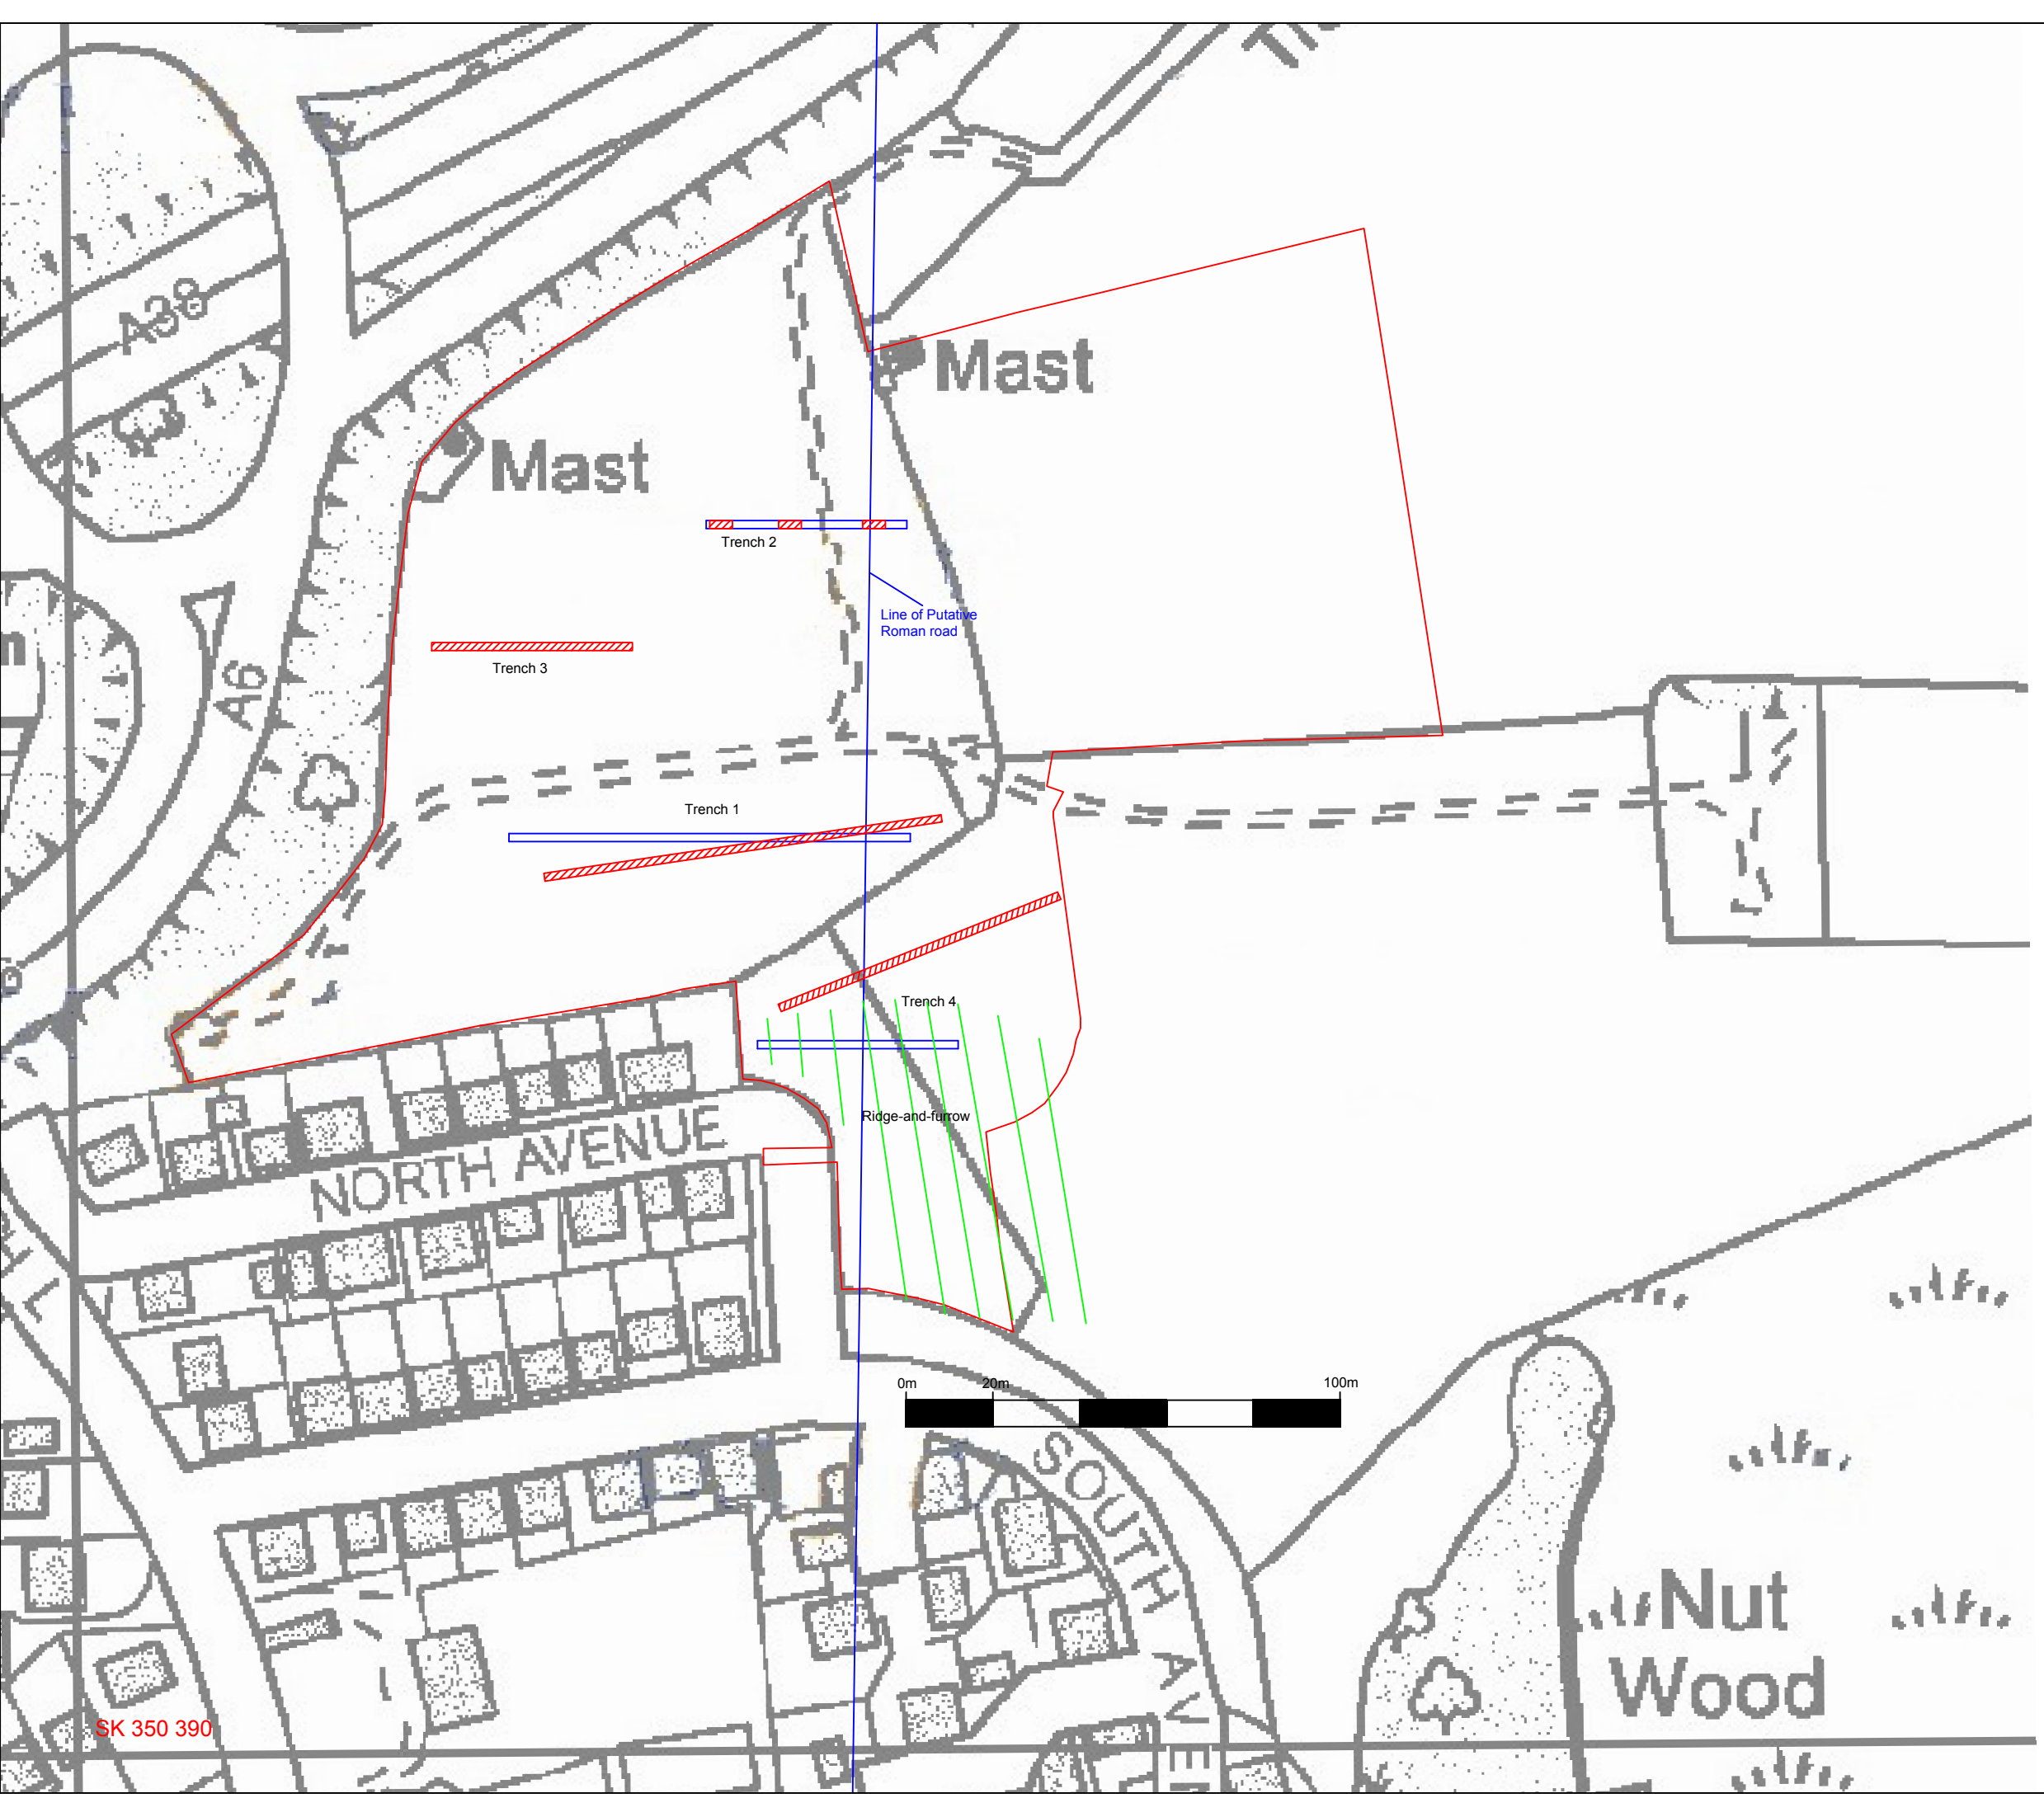 A38
Mast
Mast
Trench 2
Line of Putative
Roman road
Trench 3
A6
Trench 1
Trench 4
Ridge-and-furrow
NORTH AVENUE
0m 20m 100m
SOUTH
Nut
Wood
SK 350 390